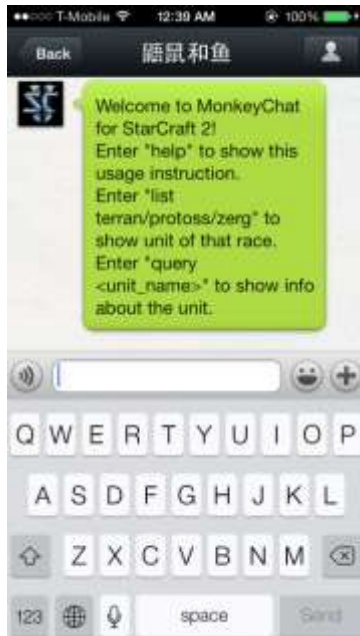 T-Mobile 12:39 AM 100%
Back 鼯鼠和鱼
Welcome to MonkeyChat
for StarCraft 2!
Enter "help" to show this
usage instruction.
Enter "list
terran/protoss/zerg" to
show unit of that race.
Enter "query
<unit_name>" to show info
about the unit.
Q W E R T Y U I O P
A S D F G H J K L
Z X C V B N M
123 space Send